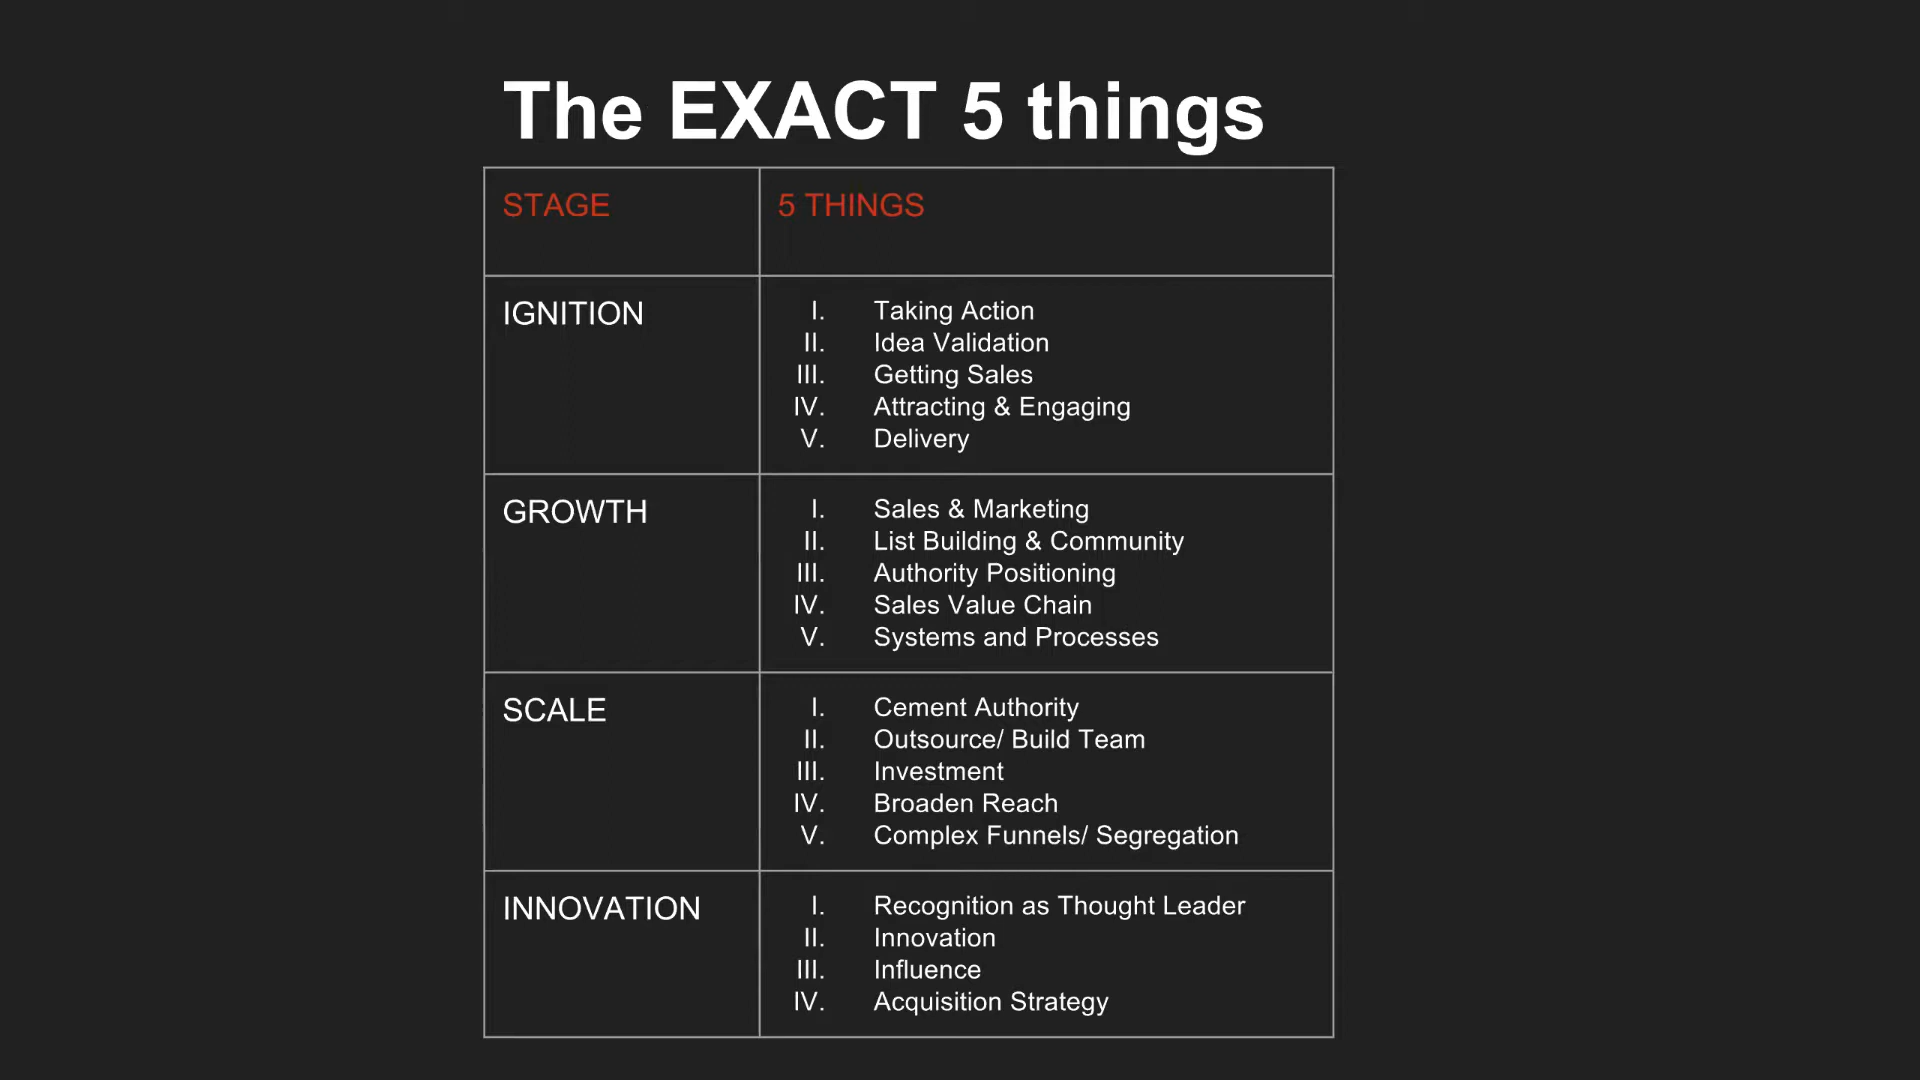 The EXACT 5 things
STAGE
5 THINGS
IGNITION
I. Taking Action
II. Idea Validation
III. Getting Sales
IV. Attracting & Engaging
V. Delivery
GROWTH
I. Sales & Marketing
II. List Building & Community
III. Authority Positioning
IV. Sales Value Chain
V. Systems and Processes
SCALE
I. Cement Authority
II. Outsource/ Build Team
III. Investment
IV. Broaden Reach
V. Complex Funnels/ Segregation
INNOVATION
I. Recognition as Thought Leader
II. Innovation
III. Influence
IV. Acquisition Strategy